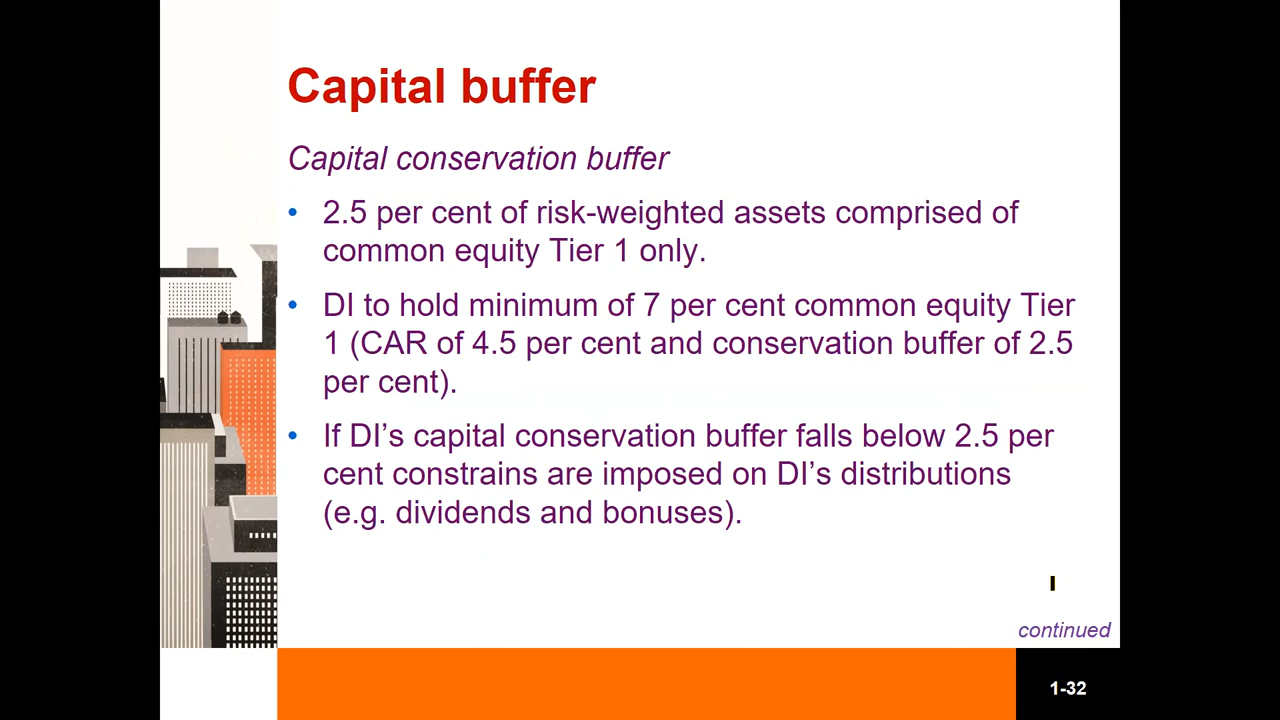 Capital buffer
Capital conservation buffer
• 2.5 per cent of risk-weighted assets comprised of
common equity Tier 1 only.
• DI to hold minimum of 7 per cent common equity Tier
1 (CAR of 4.5 per cent and conservation buffer of 2.5
per cent).
• If DI’s capital conservation buffer falls below 2.5 per
cent constrains are imposed on DI’s distributions
(e.g. dividends and bonuses).
continued
1-32